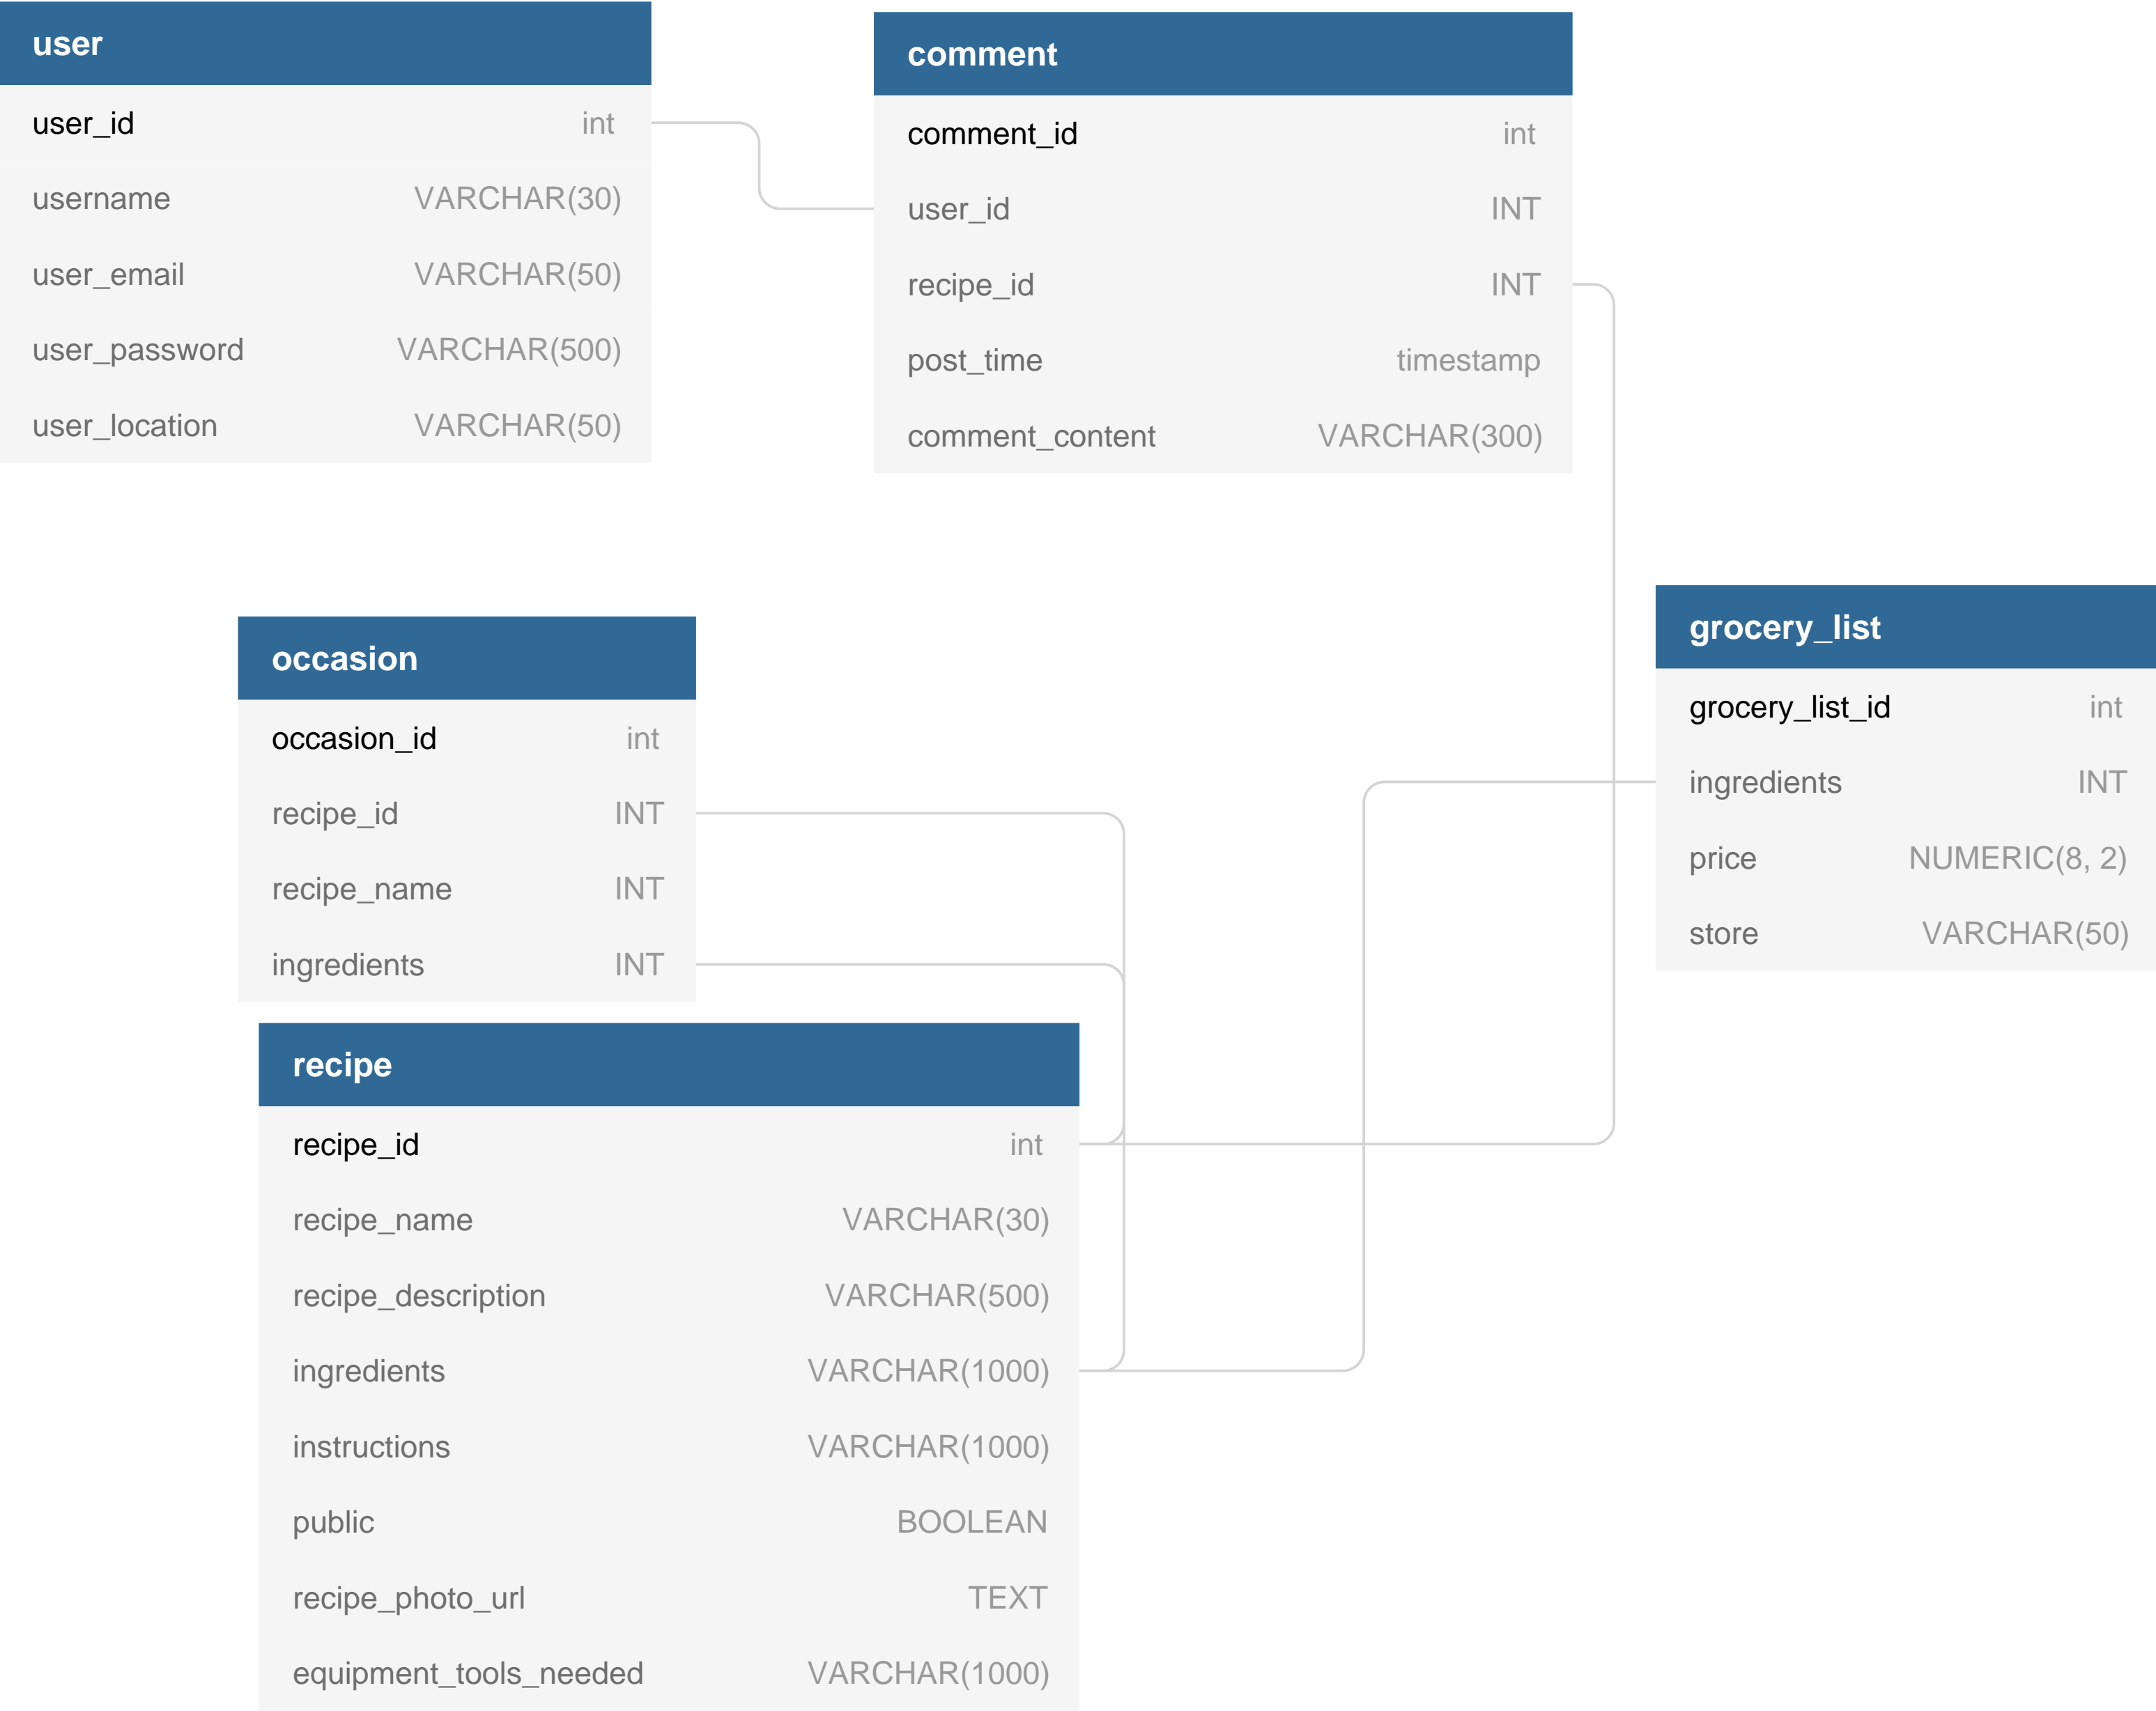 user
user_id int
username VARCHAR(30)
user_email VARCHAR(50)
user_password VARCHAR(500)
user_location VARCHAR(50)
comment
comment_id int
user_id INT
recipe_id INT
post_time timestamp
comment_content VARCHAR(300)
occasion
occasion_id int
recipe_id INT
recipe_name INT
ingredients INT
grocery_list
grocery_list_id int
ingredients INT
price NUMERIC(8, 2)
store VARCHAR(50)
recipe
recipe_id int
recipe_name VARCHAR(30)
recipe_description VARCHAR(500)
ingredients VARCHAR(1000)
instructions VARCHAR(1000)
public BOOLEAN
recipe_photo_url TEXT
equipment_tools_needed VARCHAR(1000)